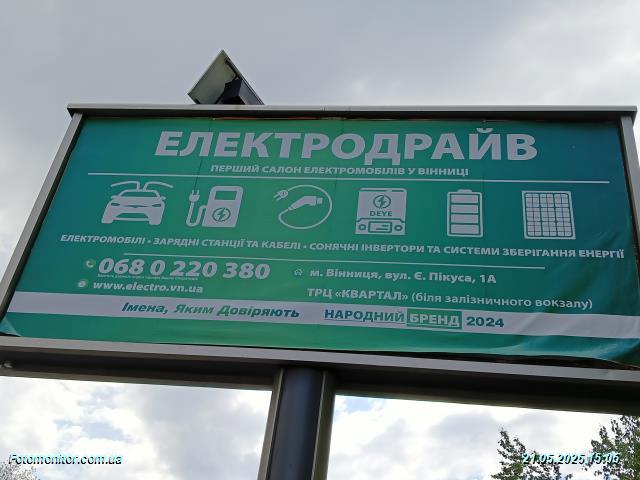 ЕЛЕКТРОДРАЙВ
ПЕРШИЙ САЛОН ЕЛЕКТРОМОБІЛІВ У ВІННИЦІ
DEYE
ЕЛЕКТРОМОБІЛІ • ЗАРЯДНІ СТАНЦІЇ ТА КАБЕЛІ • СОНЯЧНІ ІНВЕРТОРИ ТА СИСТЕМИ ЗБЕРІГАННЯ ЕНЕРГІЇ
068 0 220 380
www.electro.vn.ua
м. Вінниця, вул. Є. Пікуса, 1А
ТРЦ «КВАРТАЛ» (біля залізничного вокзалу)
Імена, Яким Довіряють
НАРОДНИЙ БРЕНД 2024
Fotomonitor.com.ua
21.05.2025 15:05